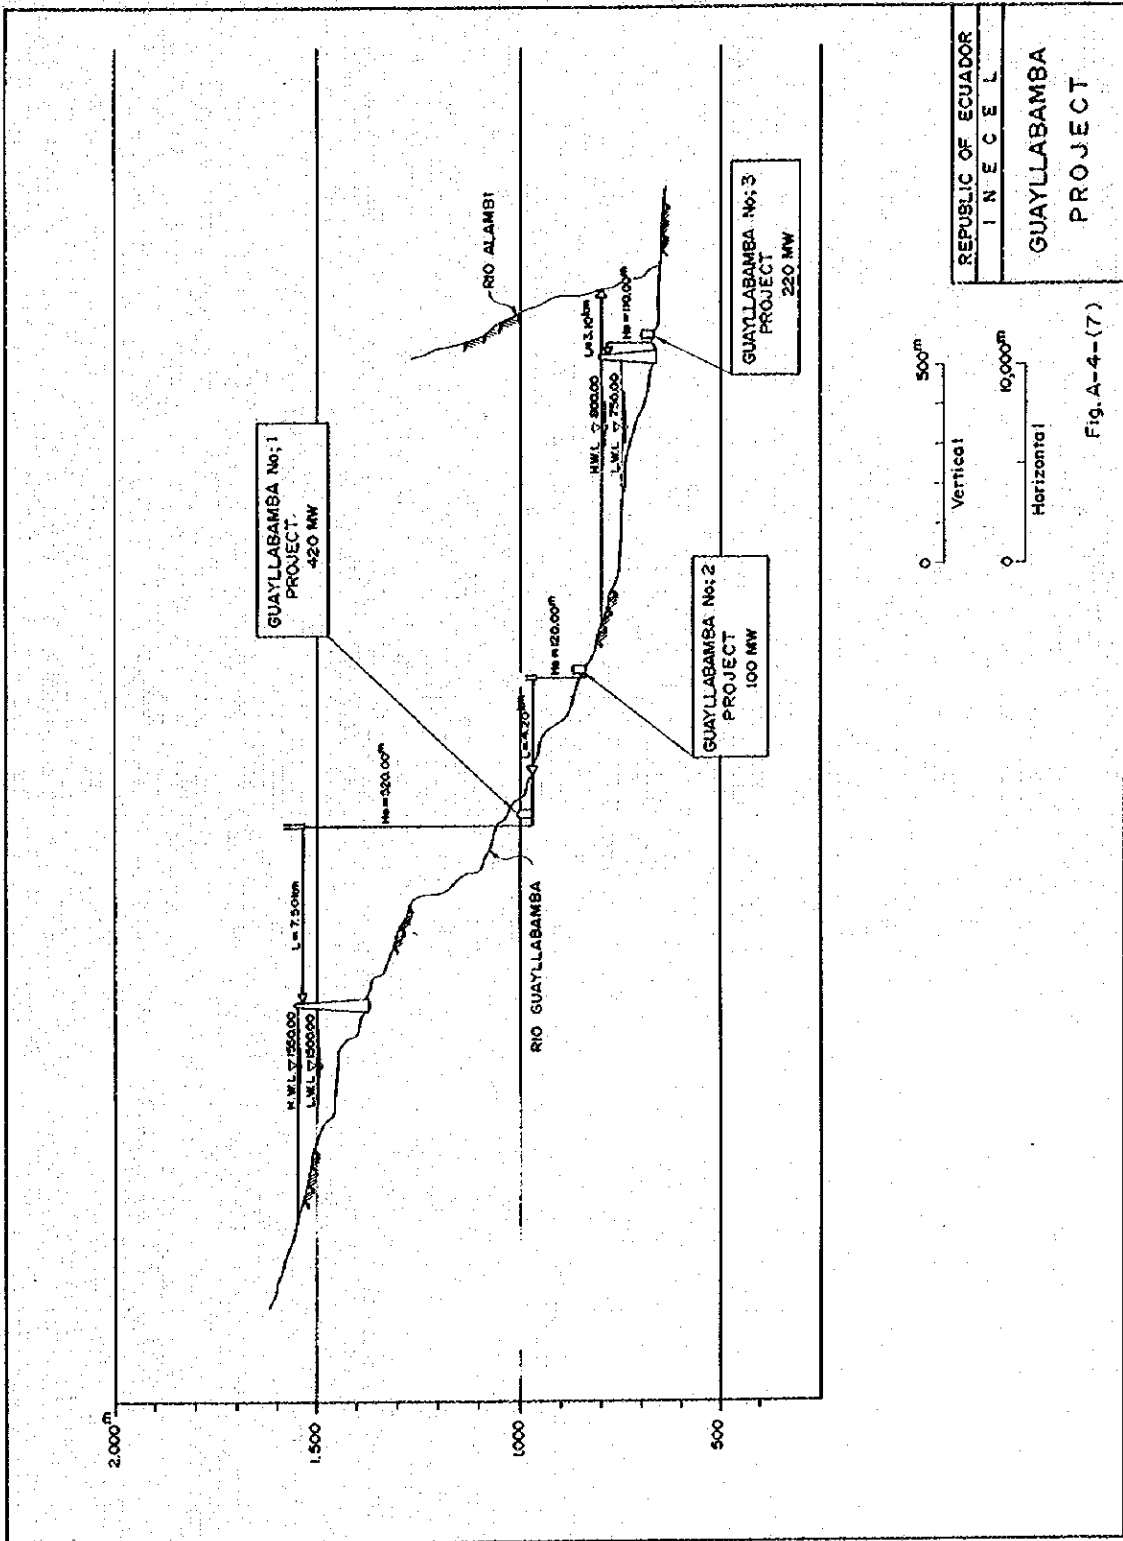 2.000m
1.500
1.000
500
H.W.L. ▽ 1550.00
L.W.L. ▽ 1500.00
L=7.50km
He=520.00m
GUAYLLABAMBA No; 1
PROJECT
420 MW
RIO GUAYLLABAMBA
L=4.20km
He=120.00m
GUAYLLABAMBA No; 2
PROJECT
100 MW
H.W.L. ▽ 800.00
L.W.L. ▽ 750.00
L=3.10km
He=110.00m
RIO ALAMBI
GUAYLLABAMBA No; 3
PROJECT
220 MW
0 500m
Vertical
0 10,000m
Horizontal
Fig. A-4-(7)
REPUBLIC OF ECUADOR
I N E C E L
GUAYLLABAMBA
PROJECT